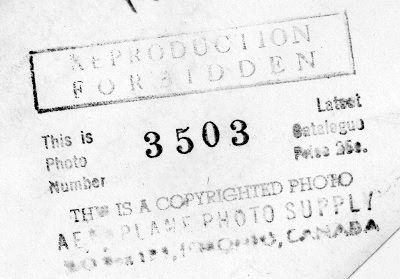 REPRODUCTION
FORBIDDEN
This is
Photo
Number
3503
Latest
Catalogue
Price 25c.
THIS IS A COPYRIGHTED PHOTO
AEROPLANE PHOTO SUPPLY
TORONTO, CANADA